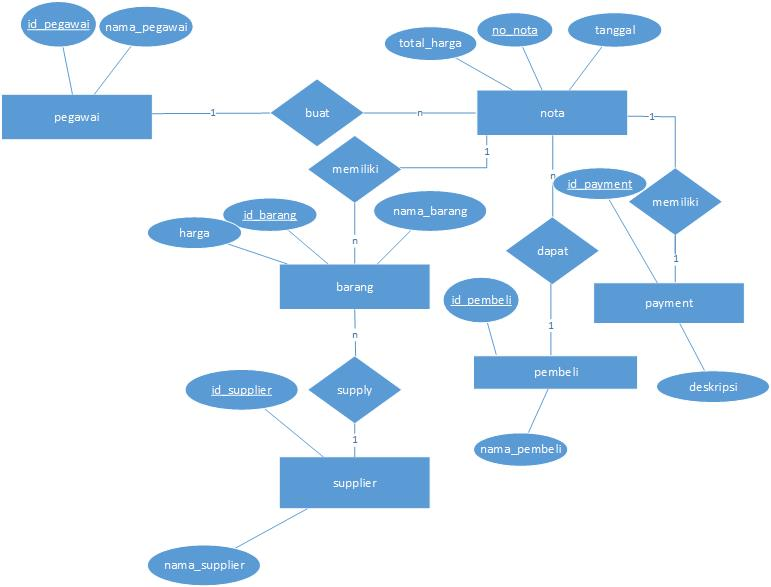 id_pegawai
nama_pegawai
total_harga
no_nota
tanggal
pegawai
1
buat
n
nota
1
memiliki
1
n
id_payment
memiliki
harga
id_barang
nama_barang
n
dapat
1
barang
id_pembeli
payment
n
1
pembeli
id_supplier
supply
deskripsi
1
nama_pembeli
supplier
nama_supplier